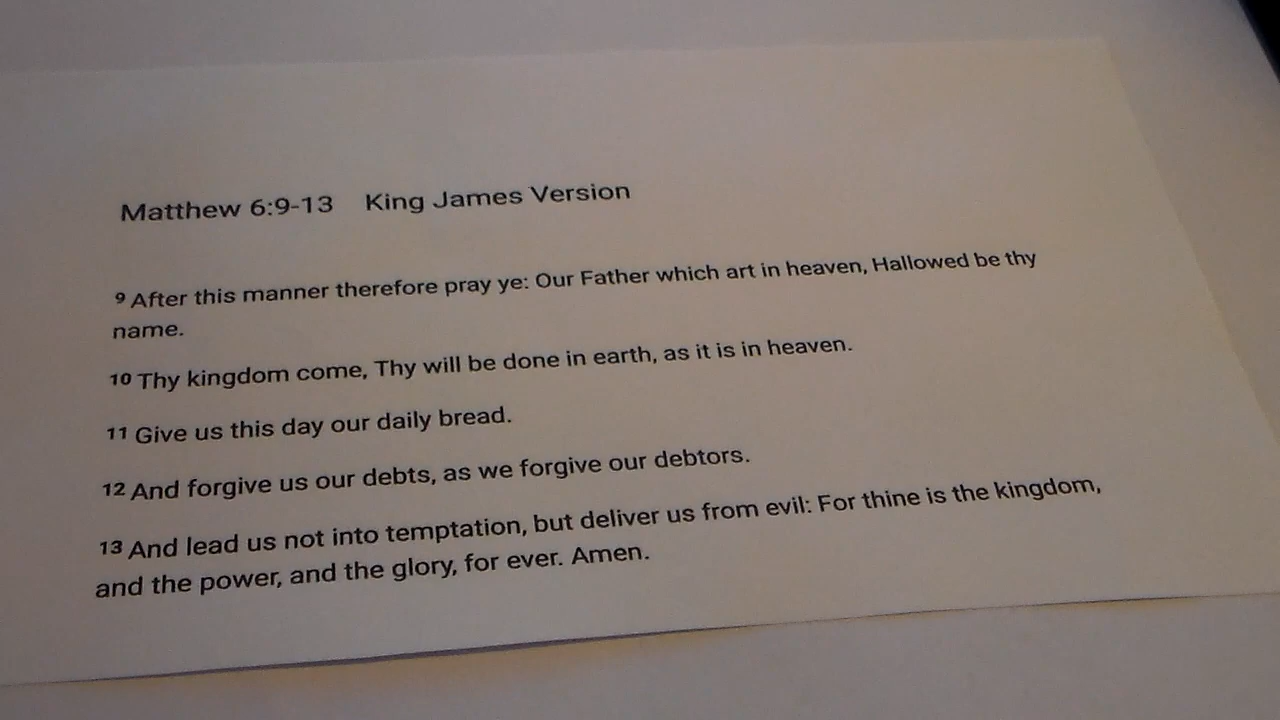 Matthew 6:9-13 King James Version
9 After this manner therefore pray ye: Our Father which art in heaven, Hallowed be thy
name.
10 Thy kingdom come, Thy will be done in earth, as it is in heaven.
11 Give us this day our daily bread.
12 And forgive us our debts, as we forgive our debtors.
13 And lead us not into temptation, but deliver us from evil: For thine is the kingdom,
and the power, and the glory, for ever. Amen.